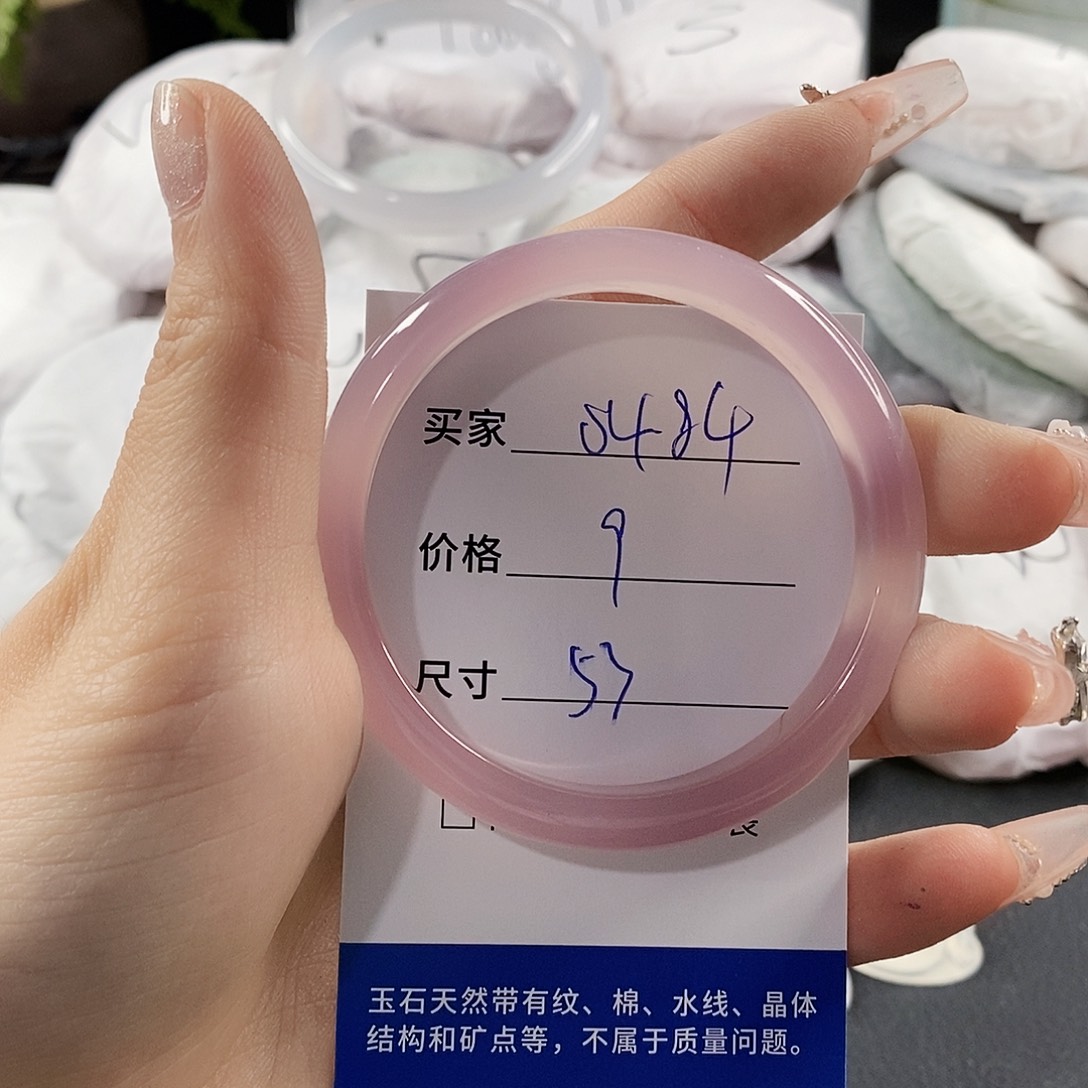 S
买家 8484
价格 9
尺寸 57
玉石天然带有纹、棉、水线、晶体
结构和矿点等，不属于质量问题。